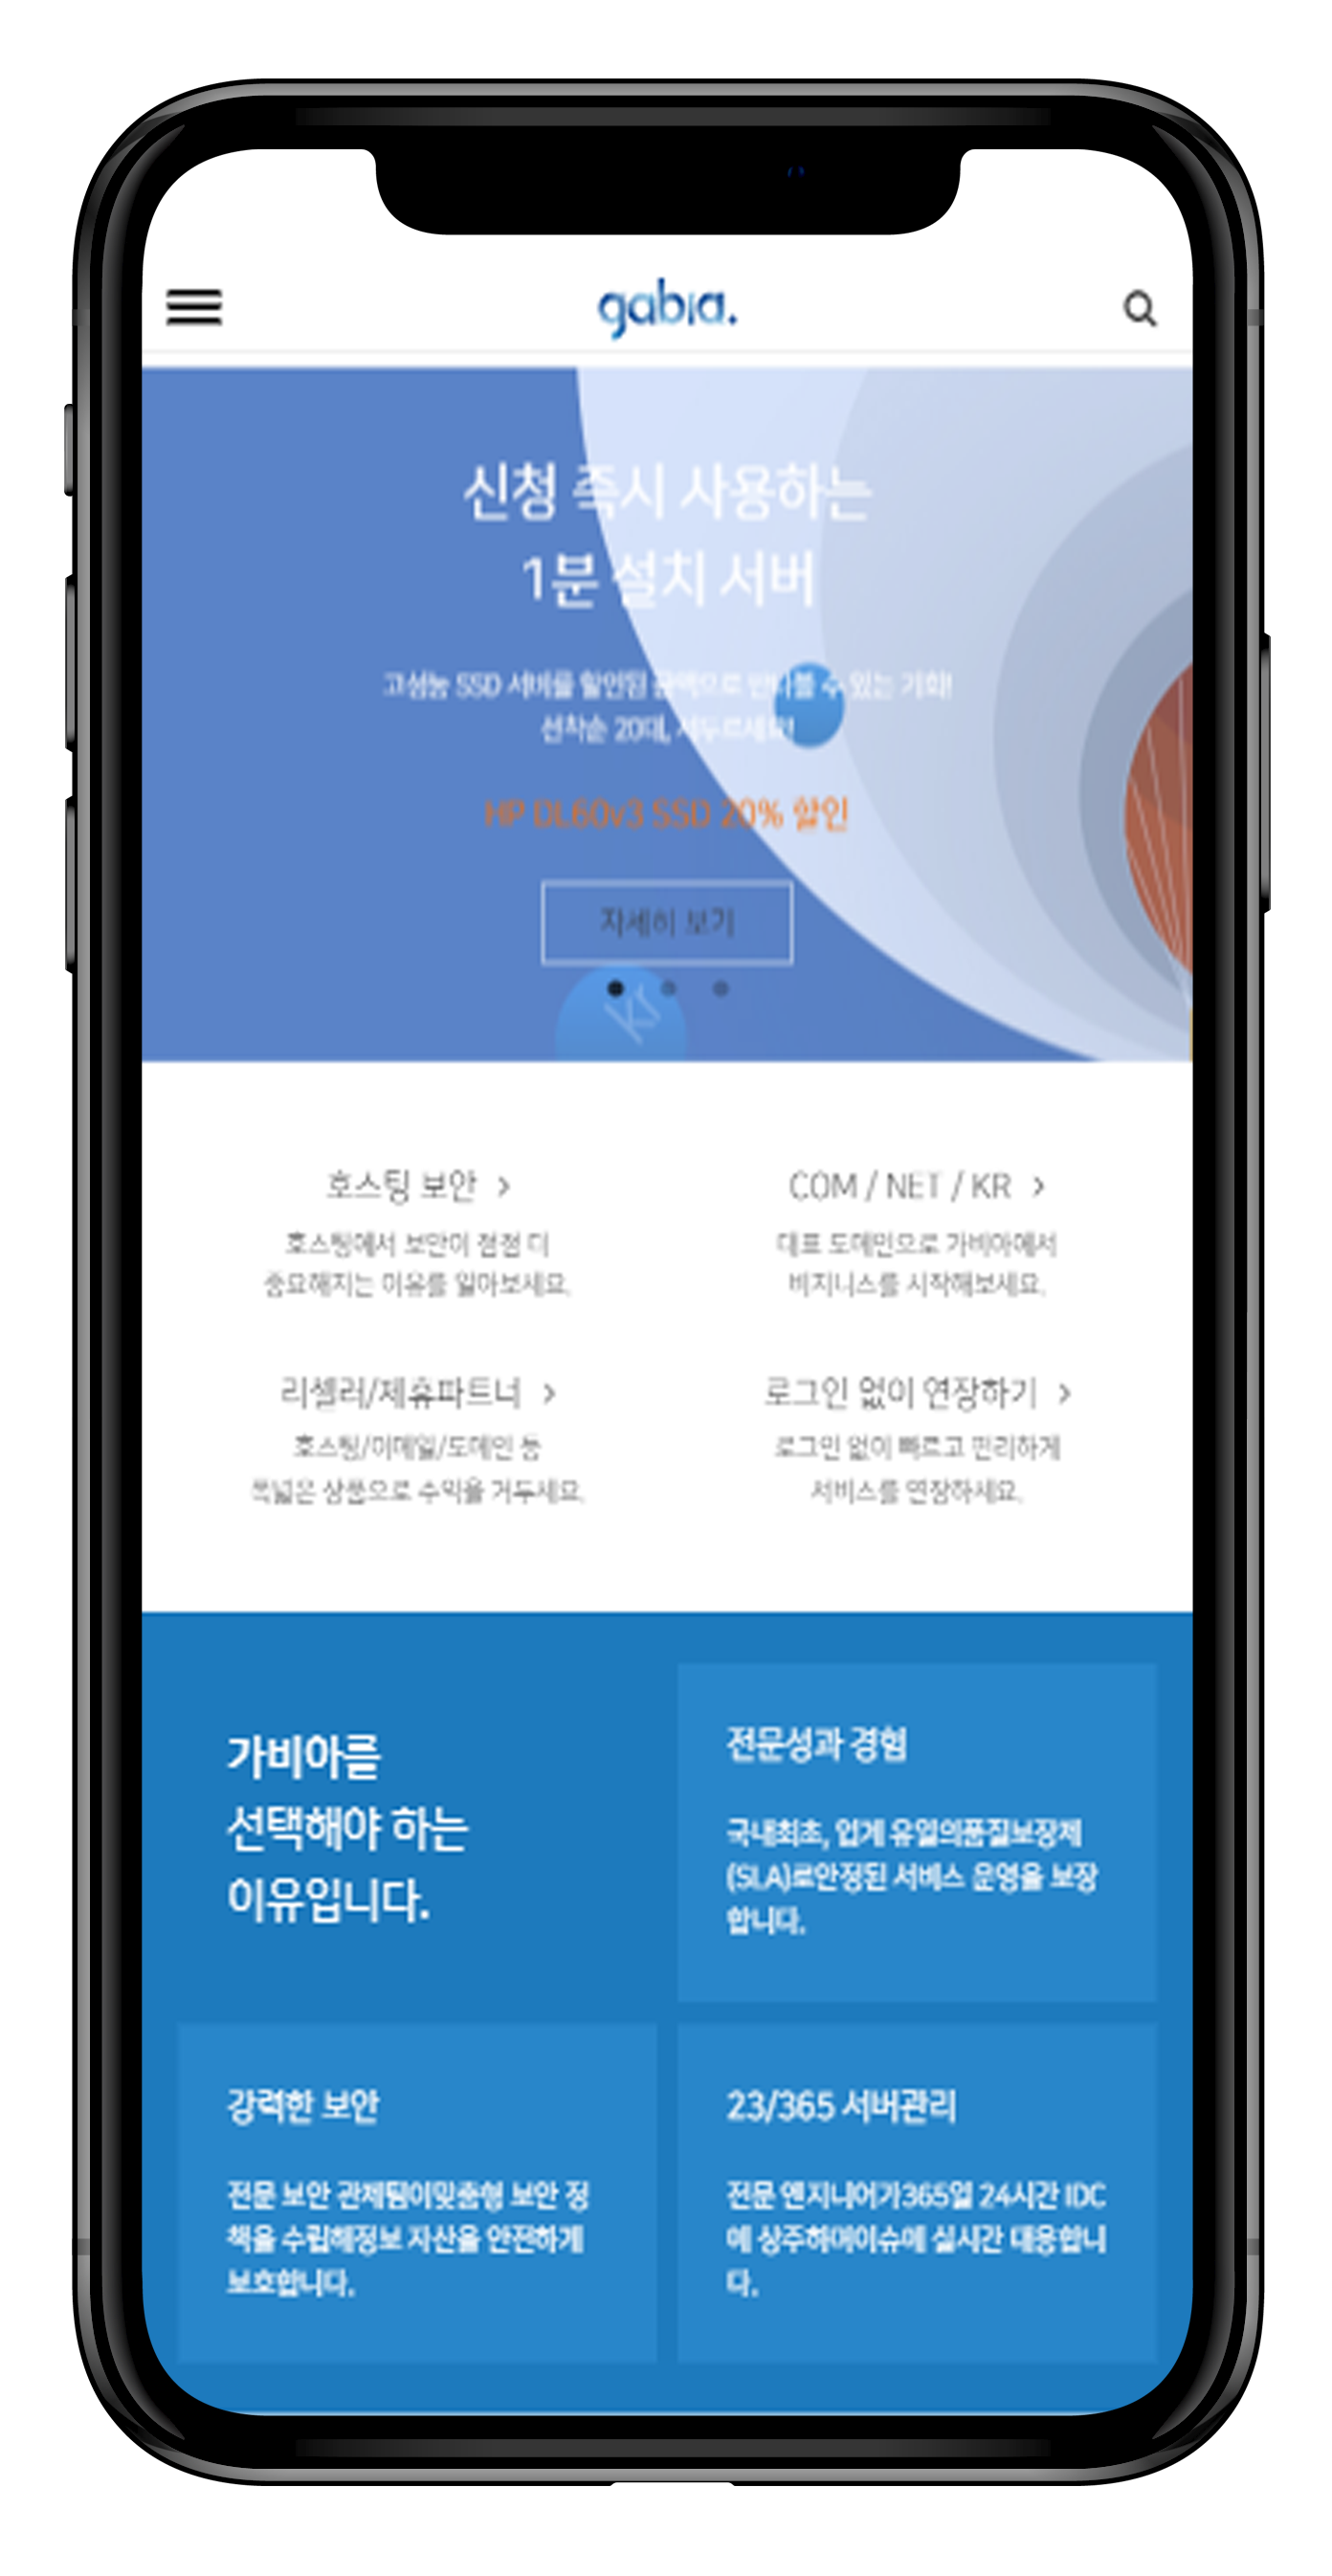 gabia.
신청 즉시 사용하는
1분 설치 서버
고성능 SSD 서버를 할인된 금액으로 만나볼 수 있는 기회!
선착순 20대, 서두르세요!
HP DL60v3 SSD 20% 할인
자세히 보기
호스팅 보안 >
호스팅에서 보안이 점점 더
중요해지는 이유를 알아보세요.
COM / NET / KR >
대표 도메인으로 가비아에서
비지니스를 시작해보세요.
리셀러/제휴파트너 >
호스팅/이메일/도메인 등
폭넓은 상품으로 수익을 거두세요.
로그인 없이 연장하기 >
로그인 없이 빠르고 편리하게
서비스를 연장하세요.
가비아를
선택해야 하는
이유입니다.
전문성과 경험
국내최초, 업계 유일의품질보장제
(SLA)로안정된 서비스 운영을 보장
합니다.
강력한 보안
전문 보안 관제팀이맞춤형 보안 정
책을 수립해정보 자산을 안전하게
보호합니다.
23/365 서버관리
전문 엔지니어가365일 24시간 IDC
에 상주하며이슈에 실시간 대응합니
다.